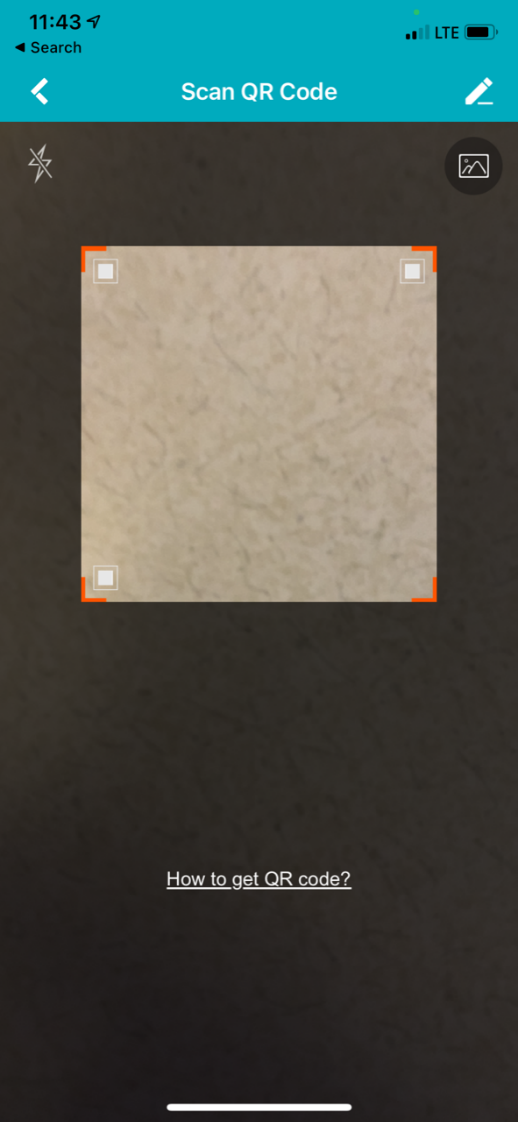 11:43
LTE
Search
Scan QR Code
How to get QR code?